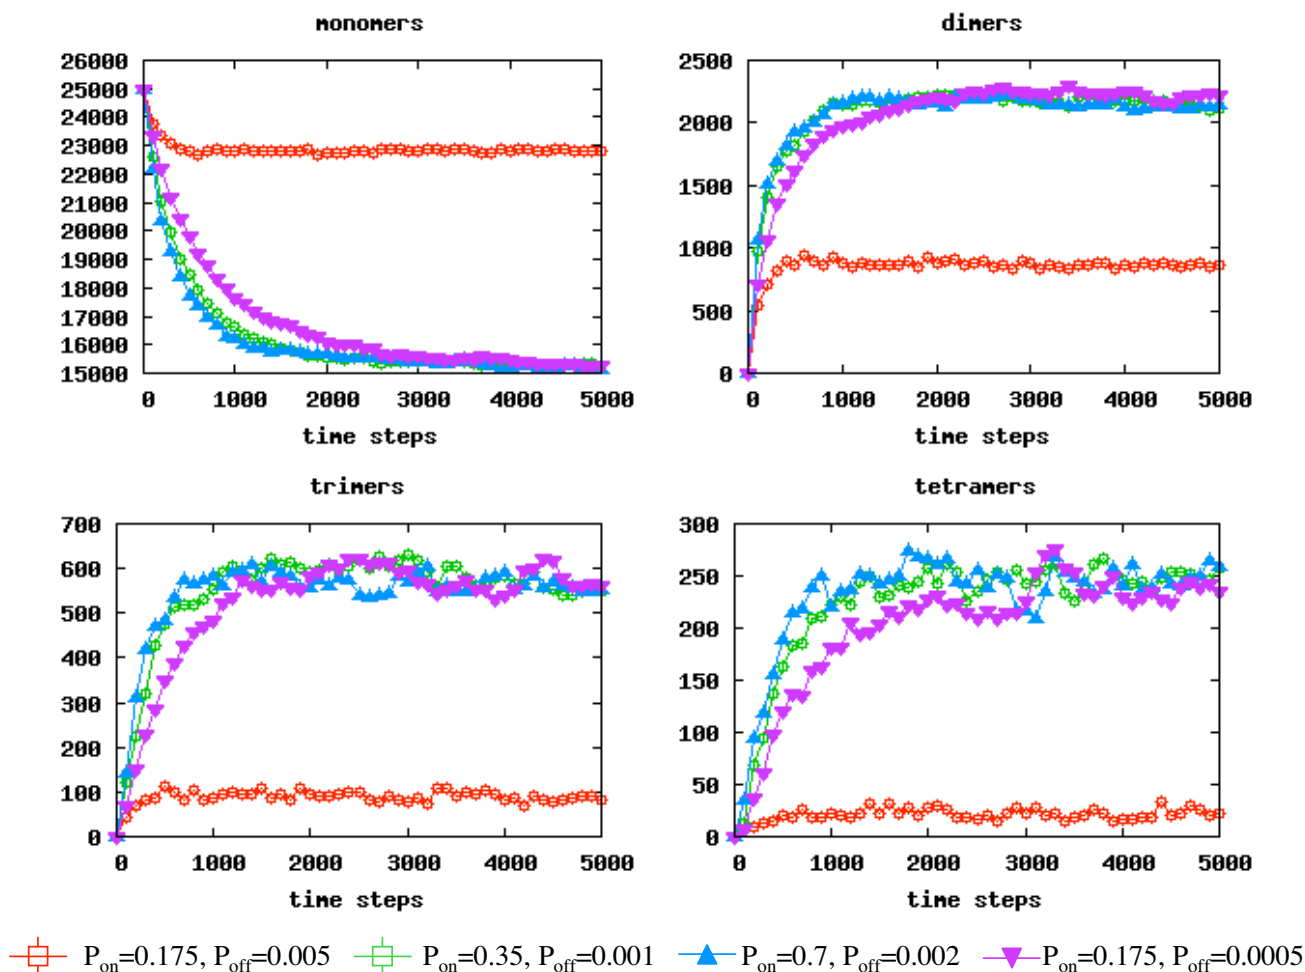 monomers
26000
25000
24000
23000
22000
21000
20000
19000
18000
17000
16000
15000
0 1000 2000 3000 4000 5000
time steps
dimers
2500
2000
1500
1000
500
0
0 1000 2000 3000 4000 5000
time steps
trimers
700
600
500
400
300
200
100
0
0 1000 2000 3000 4000 5000
time steps
tetramers
300
250
200
150
100
50
0
0 1000 2000 3000 4000 5000
time steps
Pon=0.175, Poff=0.005 Pon=0.35, Poff=0.001 Pon=0.7, Poff=0.002 Pon=0.175, Poff=0.0005